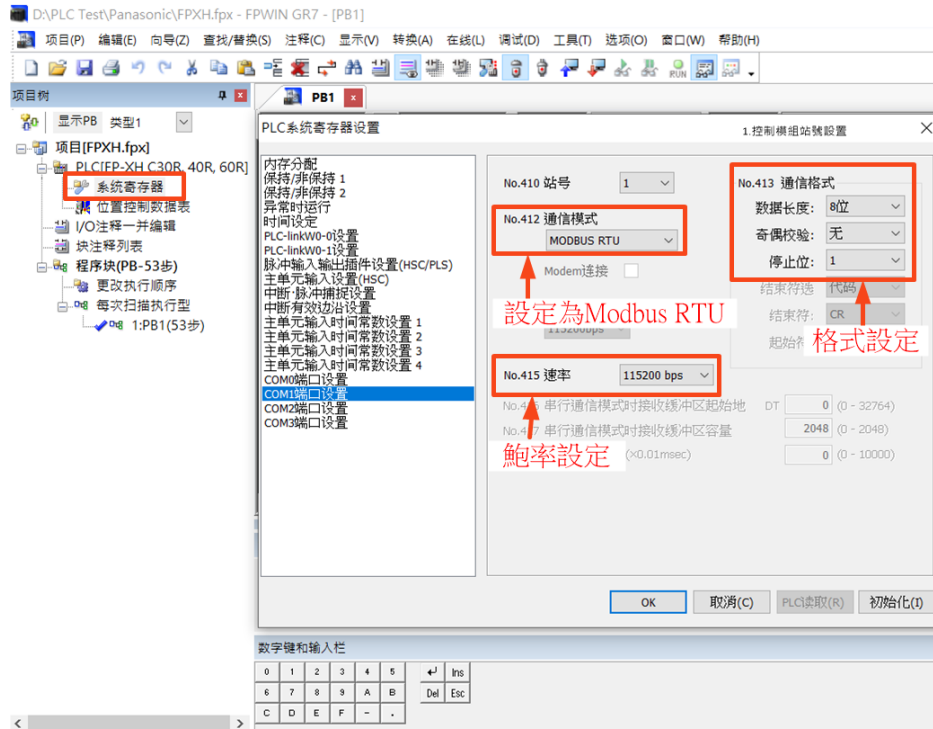 D:\PLC Test\Panasonic\FPXH.fpx - FPWIN GR7 - [PB1]
项目(P) 编辑(E) 向导(Z) 查找/替换(S) 注释(C) 显示(V) 转换(A) 在线(L) 调试(D) 工具(T) 选项(O) 窗口(W) 帮助(H)
项目树
PB1
显示PB 类型1
项目[FPXH.fpx]
PLC[FP-XH C30R, 40R, 60R]
系统寄存器
位置控制数据表
I/O注释一并编辑
块注释列表
程序块(PB-53步)
更改执行顺序
每次扫描执行型
1:PB1(53步)
PLC系统寄存器设置
1.控制模组站號設置
内存分配
保持/非保持 1
保持/非保持 2
异常时运行
时间设定
PLC-linkW0-0设置
PLC-linkW0-1设置
脉冲输入输出插件设置(HSC/PLS)
主单元输入设置(HSC)
中断·脉冲捕捉设置
中断有效边沿设置
主单元输入时间常数设置 1
主单元输入时间常数设置 2
主单元输入时间常数设置 3
主单元输入时间常数设置 4
COM0端口设置
COM1端口设置
COM2端口设置
COM3端口设置
No.410 站号 1
No.412 通信模式
MODBUS RTU
Modem连接
設定為Modbus RTU
115200bps
No.415 速率 115200 bps
串行通信模式时接收缓冲区起始地 DT 0 (0 - 32764)
串行通信模式时接收缓冲区容量 2048 (0 - 2048)
(×0.01msec) 0 (0 - 10000)
鮑率設定
No.413 通信格式
数据长度: 8位
奇偶校验: 无
停止位: 1
结束符选 代码
结束符: CR
起始符
格式設定
OK 取消(C) PLC读取(R) 初始化(I)
数字键和输入栏
0 1 2 3 4 5 Ins
6 7 8 9 A B Del Esc
C D E F - .